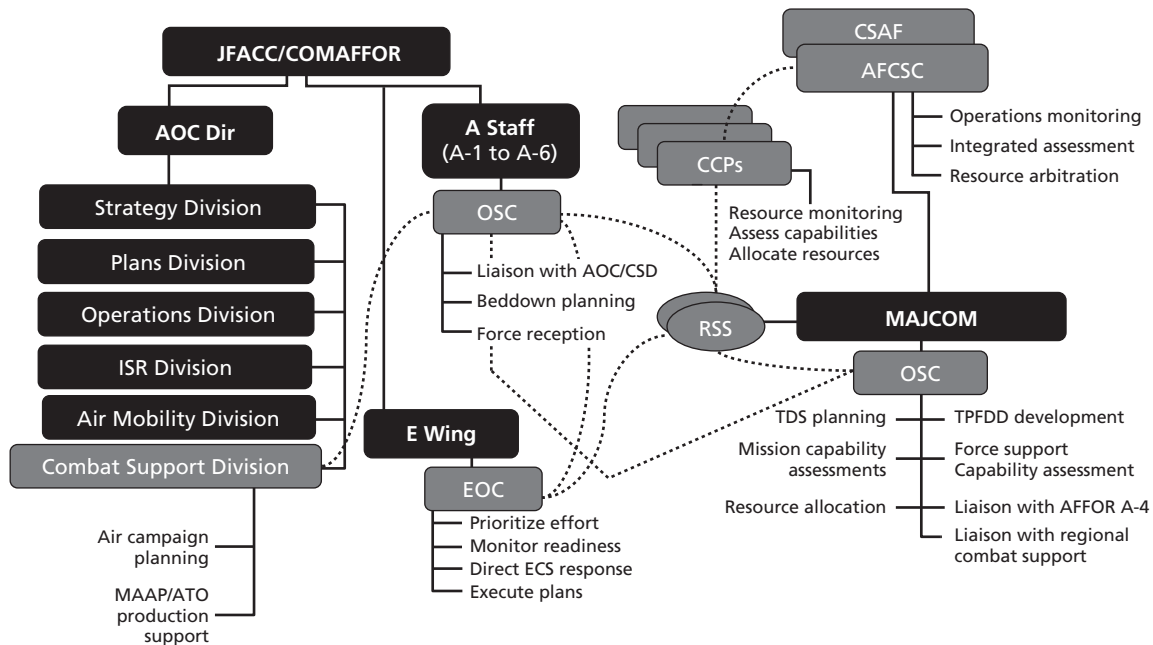 JFACC/COMAFFOR
AOC Dir
Strategy Division
Plans Division
Operations Division
ISR Division
Air Mobility Division
Combat Support Division
Air campaign
planning
MAAP/ATO
production
support
A Staff
(A-1 to A-6)
OSC
Liaison with AOC/CSD
Beddown planning
Force reception
E Wing
EOC
Prioritize effort
Monitor readiness
Direct ECS response
Execute plans
CSAF
AFCSC
Operations monitoring
Integrated assessment
Resource arbitration
CCPs
Resource monitoring
Assess capabilities
Allocate resources
RSS
MAJCOM
OSC
TDS planning
Mission capability
assessments
Resource allocation
TPFDD development
Force support
Capability assessment
Liaison with AFFOR A-4
Liaison with regional
combat support